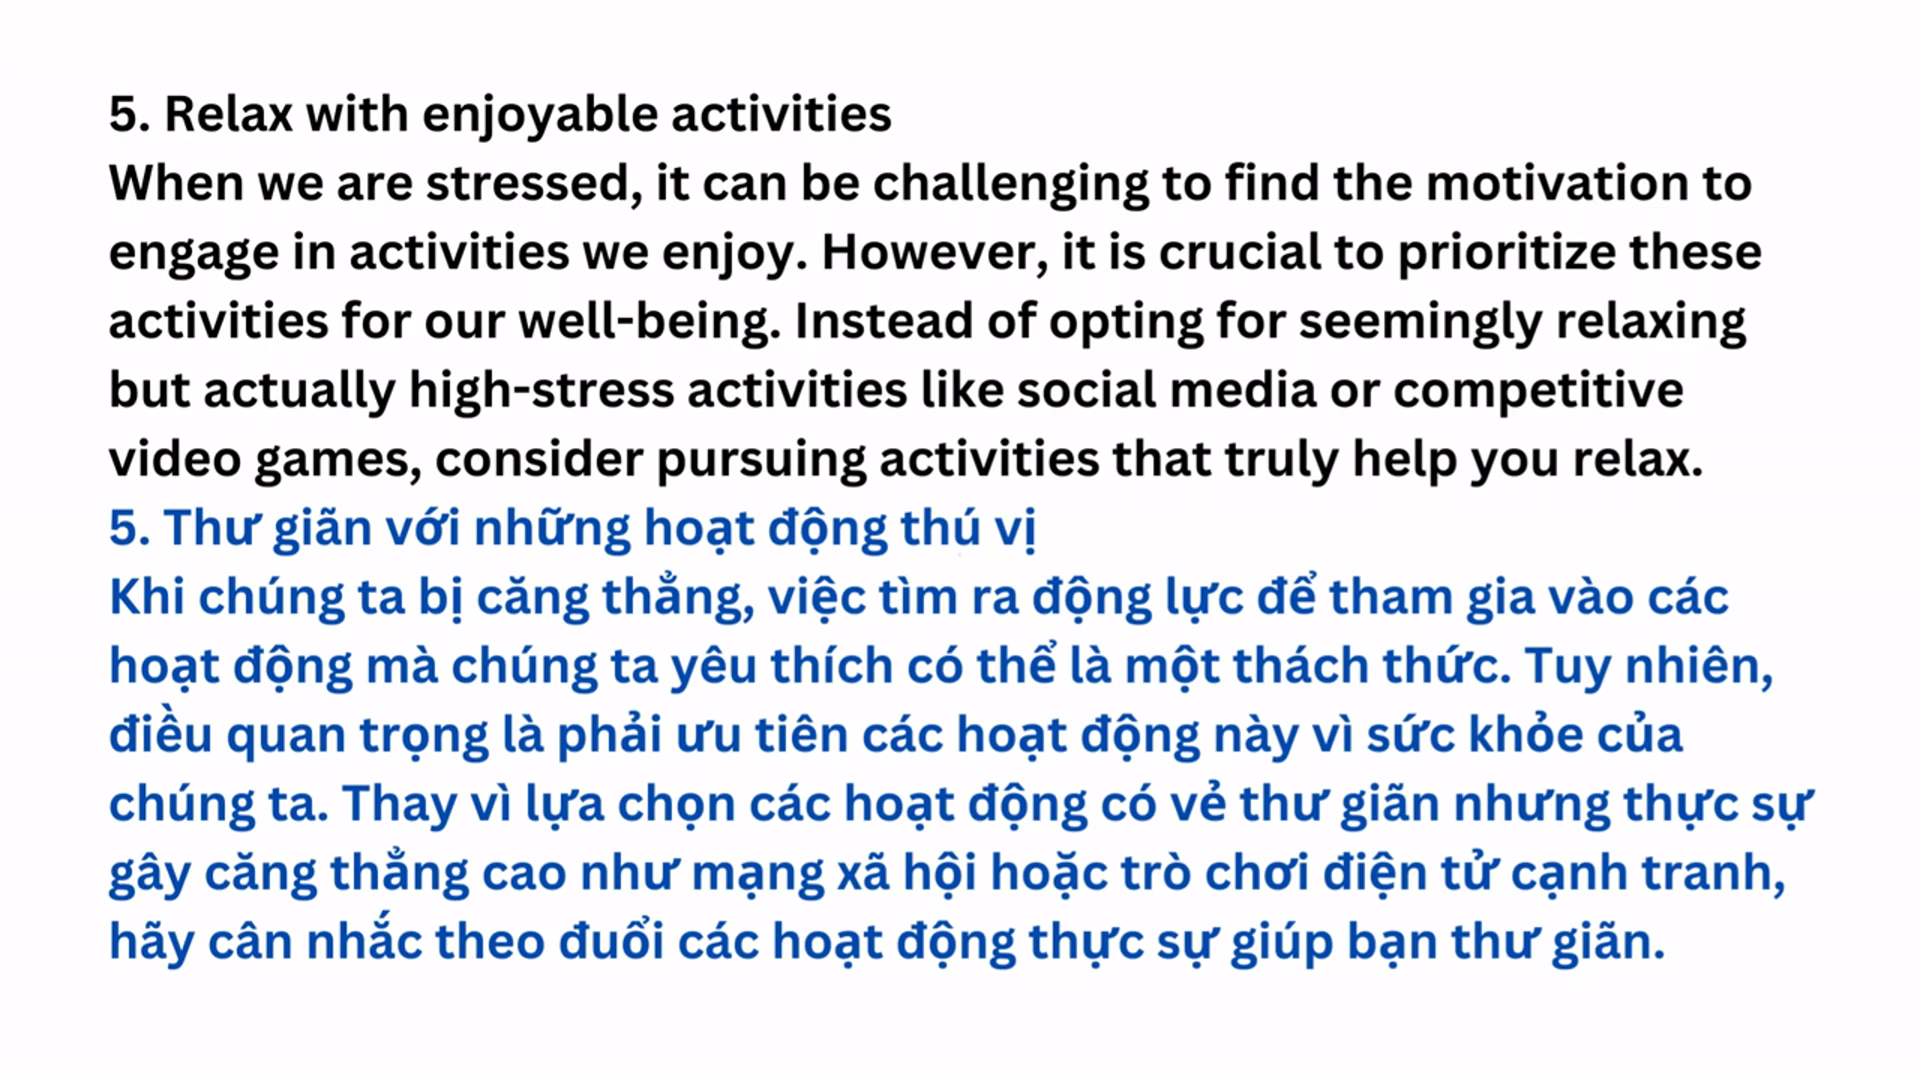 5. Relax with enjoyable activities
When we are stressed, it can be challenging to find the motivation to
engage in activities we enjoy. However, it is crucial to prioritize these
activities for our well-being. Instead of opting for seemingly relaxing
but actually high-stress activities like social media or competitive
video games, consider pursuing activities that truly help you relax.
5. Thư giãn với những hoạt động thú vị
Khi chúng ta bị căng thẳng, việc tìm ra động lực để tham gia vào các
hoạt động mà chúng ta yêu thích có thể là một thách thức. Tuy nhiên,
điều quan trọng là phải ưu tiên các hoạt động này vì sức khỏe của
chúng ta. Thay vì lựa chọn các hoạt động có vẻ thư giãn nhưng thực sự
gây căng thẳng cao như mạng xã hội hoặc trò chơi điện tử cạnh tranh,
hãy cân nhắc theo đuổi các hoạt động thực sự giúp bạn thư giãn.